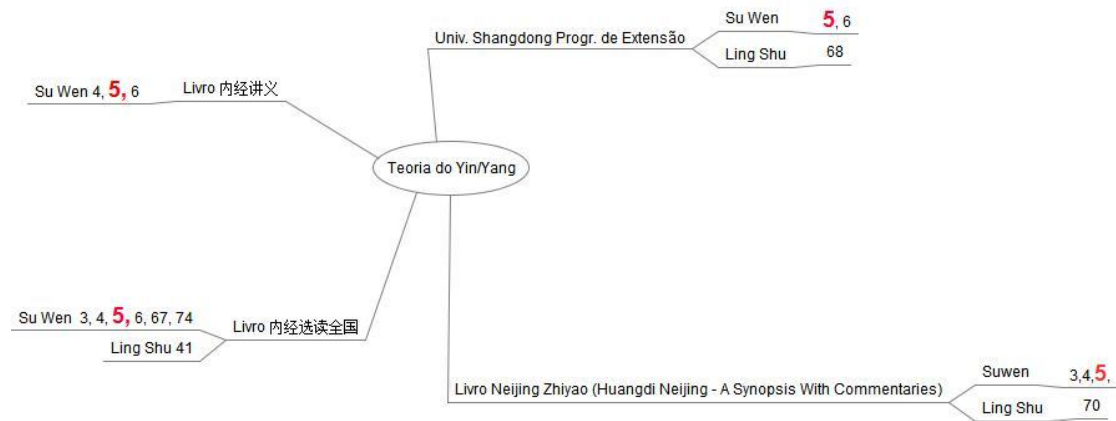 Univ. Shangdong Progr. de Extensão
Su Wen 5, 6
Ling Shu 68
Su Wen 4, 5, 6
Livro 内经讲义
Teoria do Yin/Yang
Su Wen 3, 4, 5, 6, 67, 74
Ling Shu 41
Livro 内经选读全国
Livro Neijing Zhiyao (Huangdi Neijing - A Synopsis With Commentaries)
Suwen 3,4,5,
Ling Shu 70